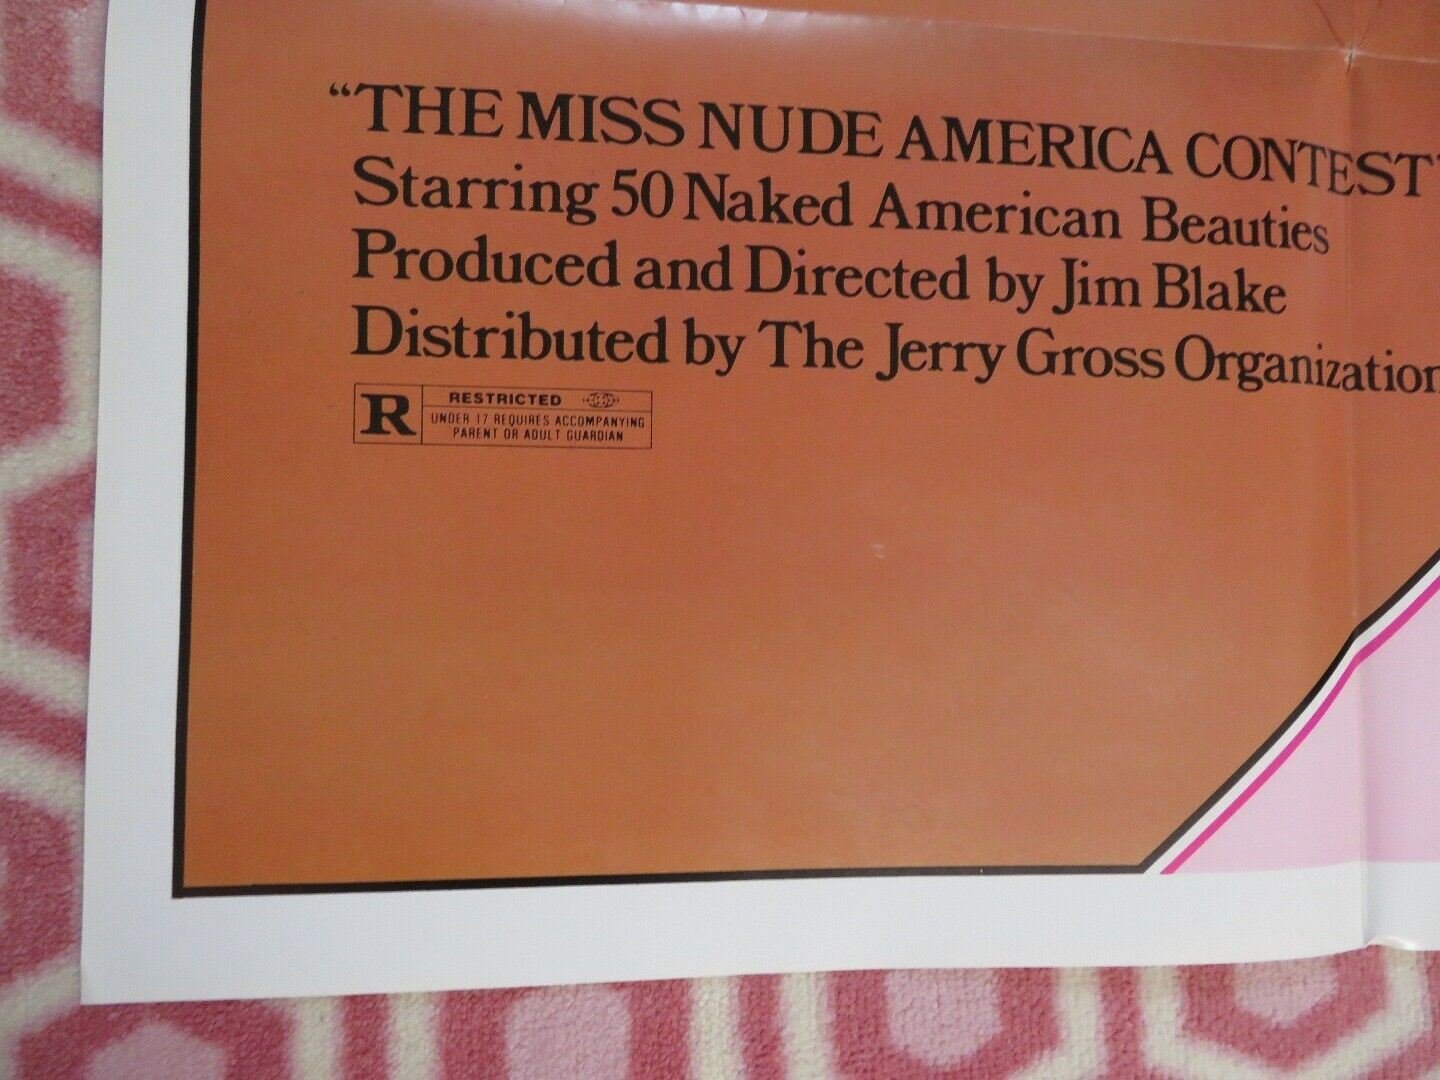 “THE MISS NUDE AMERICA CONTEST”
Starring 50 Naked American Beauties
Produced and Directed by Jim Blake
Distributed by The Jerry Gross Organization
R RESTRICTED
UNDER 17 REQUIRES ACCOMPANYING
PARENT OR ADULT GUARDIAN